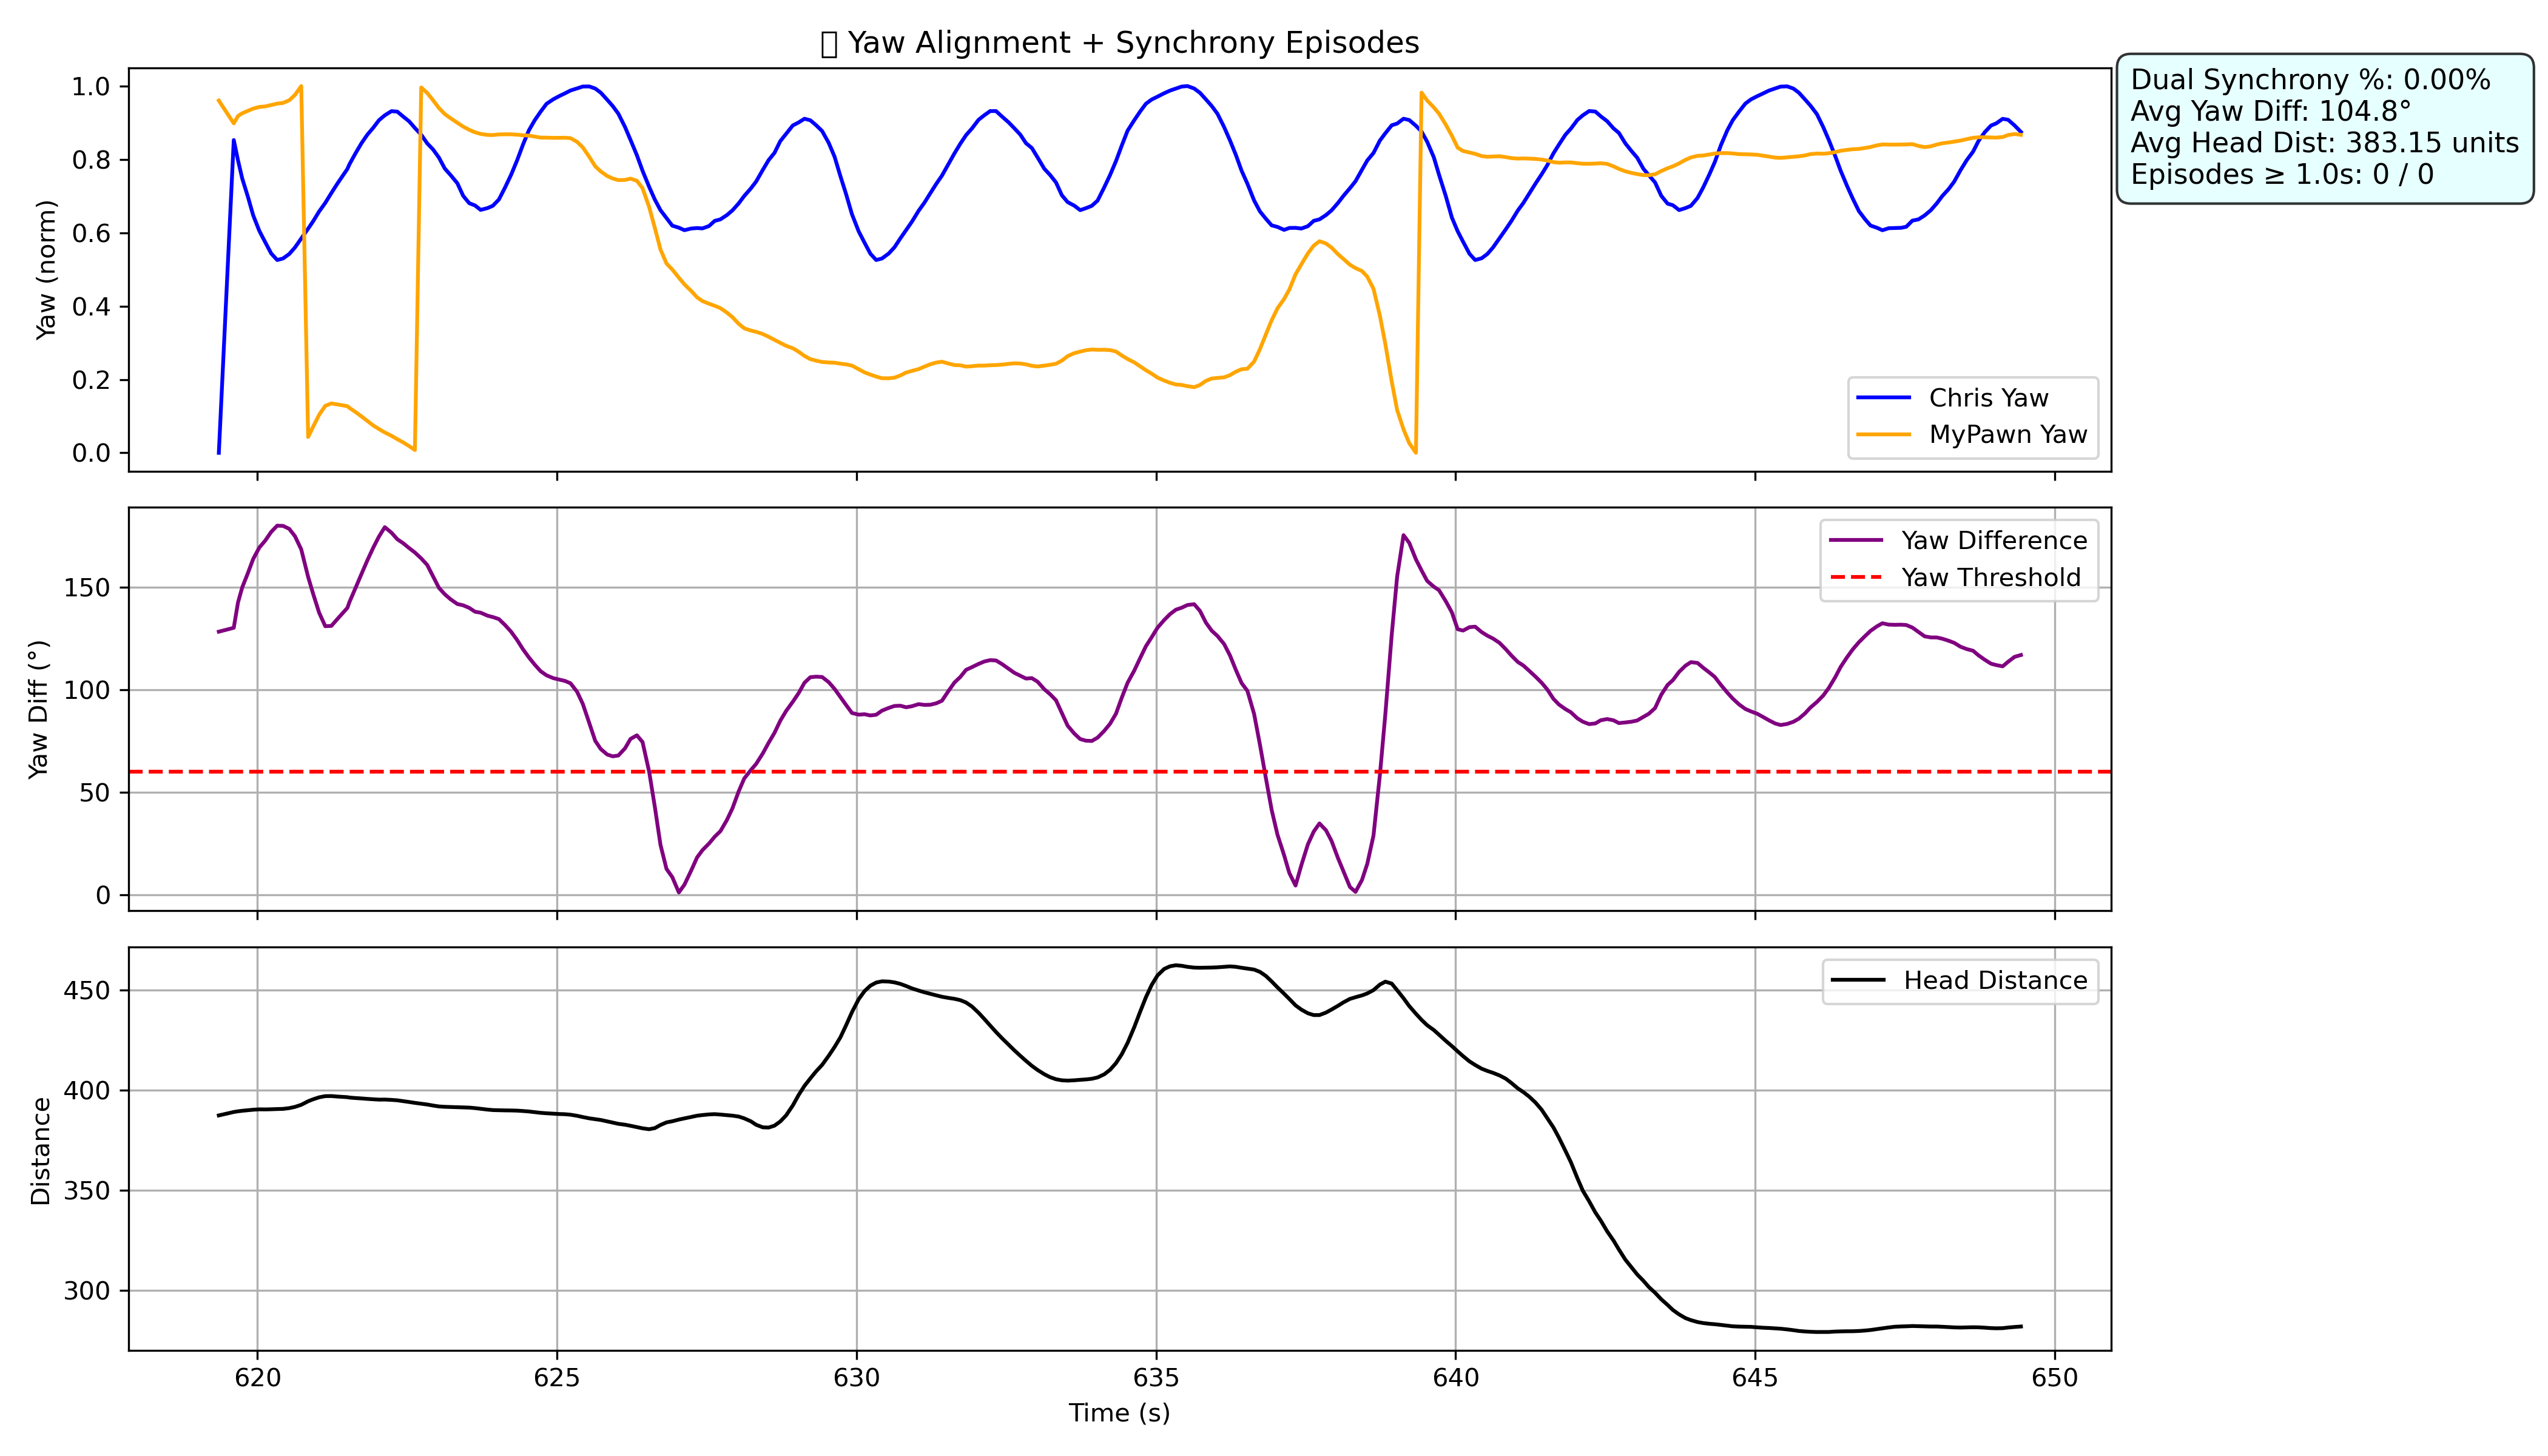 Yaw Alignment + Synchrony Episodes
Dual Synchrony %: 0.00%
Avg Yaw Diff: 104.8°
Avg Head Dist: 383.15 units
Episodes ≥ 1.0s: 0 / 0
Yaw (norm)
1.0
0.8
0.6
0.4
0.2
0.0
Chris Yaw
MyPawn Yaw
Yaw Diff (°)
150
100
50
0
Yaw Difference
Yaw Threshold
Distance
450
400
350
300
Head Distance
620 625 630 635 640 645 650
Time (s)